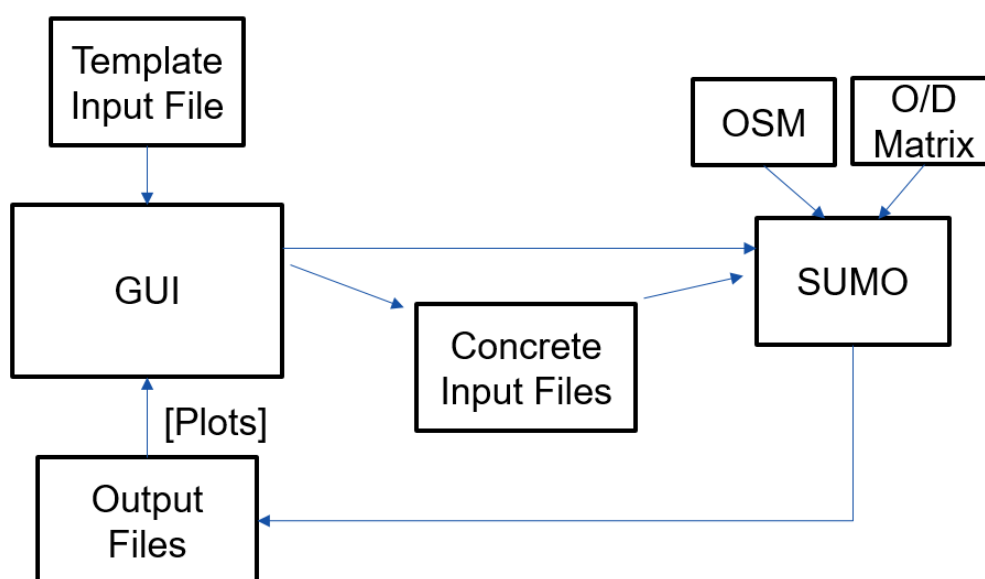 Template
Input File
OSM
O/D
Matrix
GUI
SUMO
Concrete
Input Files
[Plots]
Output
Files